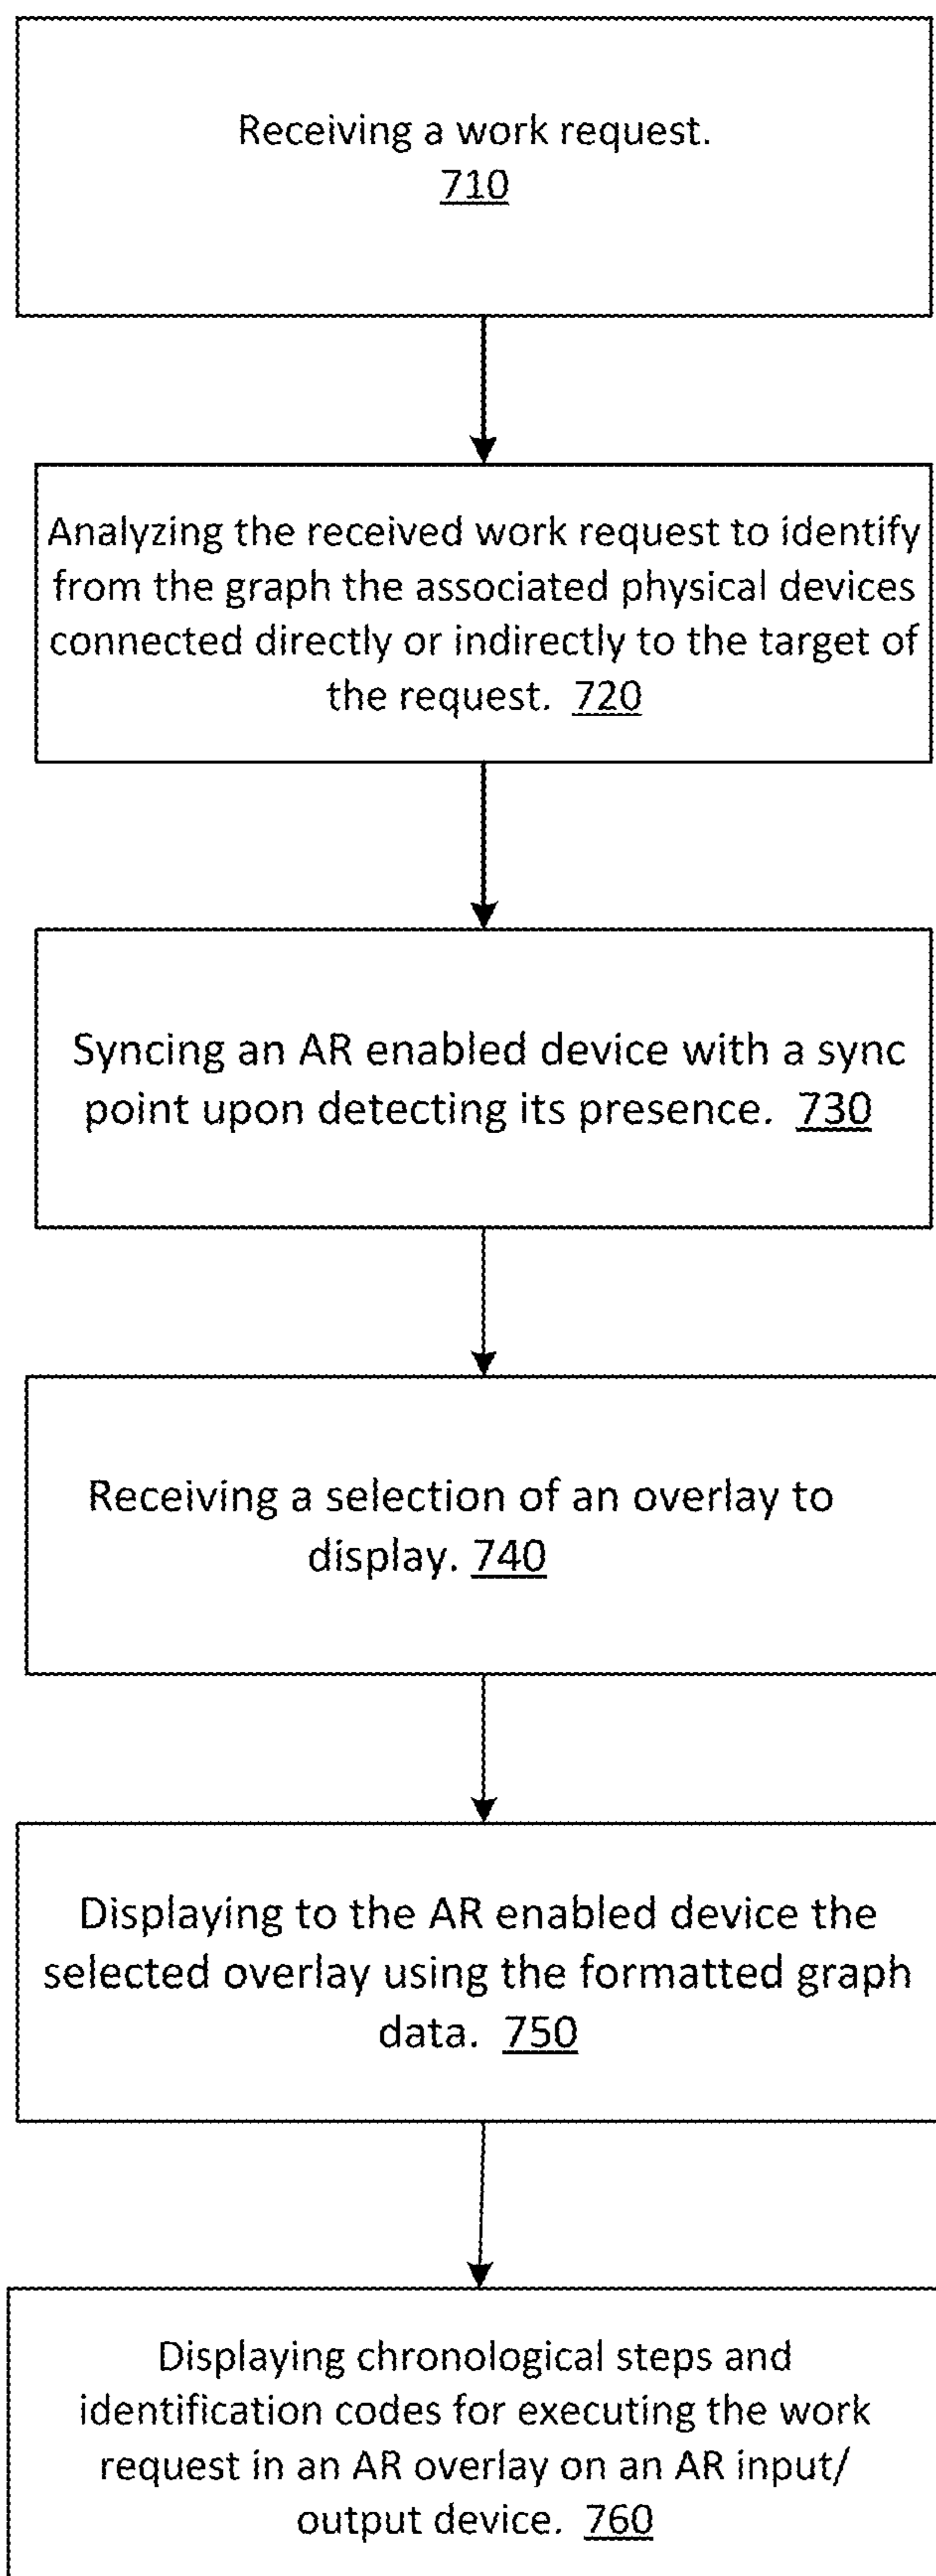 Receiving a work request.
710
Analyzing the received work request to identify
from the graph the associated physical devices
connected directly or indirectly to the target of
the request. 720
Syncing an AR enabled device with a sync
point upon detecting its presence. 730
Receiving a selection of an overlay to
display. 740
Displaying to the AR enabled device the
selected overlay using the formatted graph
data. 750
Displaying chronological steps and
identification codes for executing the work
request in an AR overlay on an AR input/
output device. 760